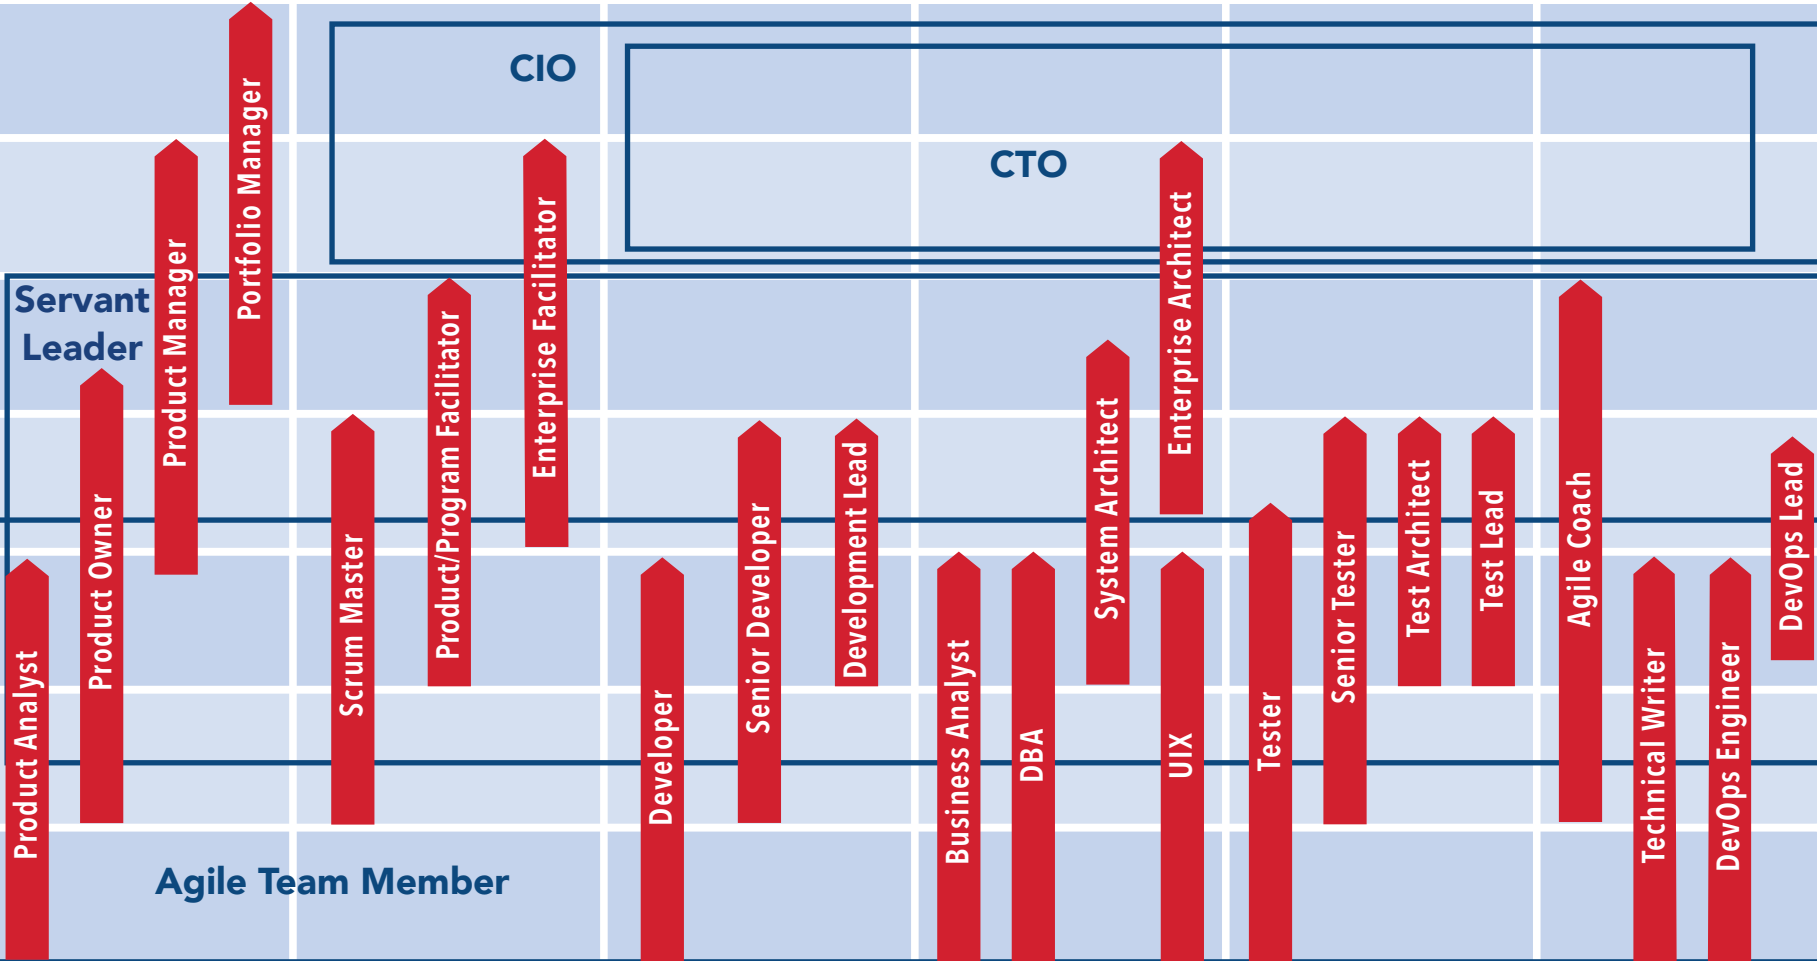 CIO
CTO
Servant
Leader
Agile Team Member
Product Analyst
Product Owner
Product Manager
Portfolio Manager
Scrum Master
Product/Program Facilitator
Enterprise Facilitator
Developer
Senior Developer
Development Lead
Business Analyst
DBA
System Architect
Enterprise Architect
UIX
Tester
Senior Tester
Test Architect
Test Lead
Agile Coach
Technical Writer
DevOps Engineer
DevOps Lead